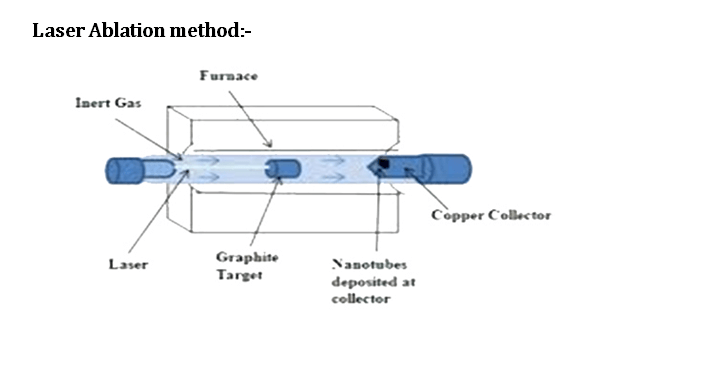 Laser Ablation method:-
Furnace
Inert Gas
Copper Collector
Laser
Graphite
Target
Nanotubes
deposited at
collector